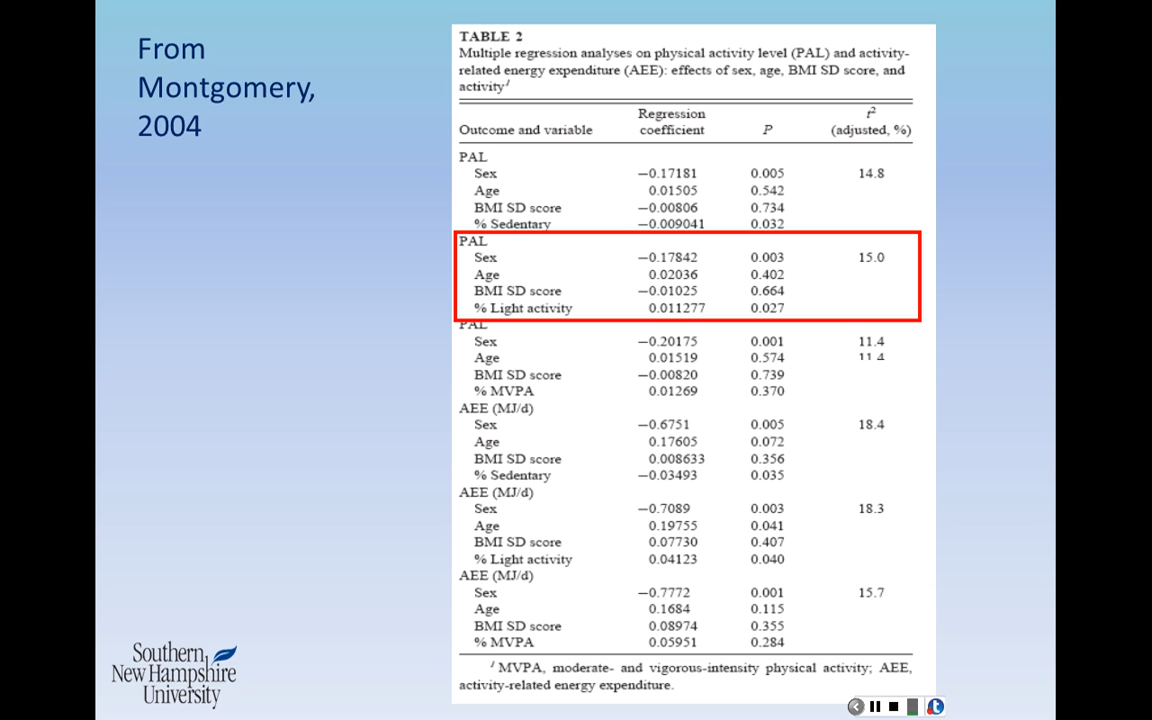 From
Montgomery,
2004
TABLE 2
Multiple regression analyses on physical activity level (PAL) and activity-
related energy expenditure (AEE): effects of sex, age, BMI SD score, and
activity¹
Regression r²
Outcome and variable coefficient P (adjusted, %)
PAL
Sex −0.17181 0.005 14.8
Age 0.01505 0.542
BMI SD score −0.00806 0.734
% Sedentary −0.009041 0.032
PAL
Sex −0.17842 0.003 15.0
Age 0.02036 0.402
BMI SD score −0.01025 0.664
% Light activity 0.011277 0.027
PAL
Sex −0.20175 0.001 11.4
Age 0.01519 0.574 11.4
BMI SD score −0.00820 0.739
% MVPA 0.01269 0.370
AEE (MJ/d)
Sex −0.6751 0.005 18.4
Age 0.17605 0.072
BMI SD score 0.008633 0.356
% Sedentary −0.03493 0.035
AEE (MJ/d)
Sex −0.7089 0.003 18.3
Age 0.19755 0.041
BMI SD score 0.07730 0.407
% Light activity 0.04123 0.040
AEE (MJ/d)
Sex −0.7772 0.001 15.7
Age 0.1684 0.115
BMI SD score 0.08974 0.355
% MVPA 0.05951 0.284
¹ MVPA, moderate- and vigorous-intensity physical activity; AEE,
activity-related energy expenditure.
Southern
New Hampshire
University